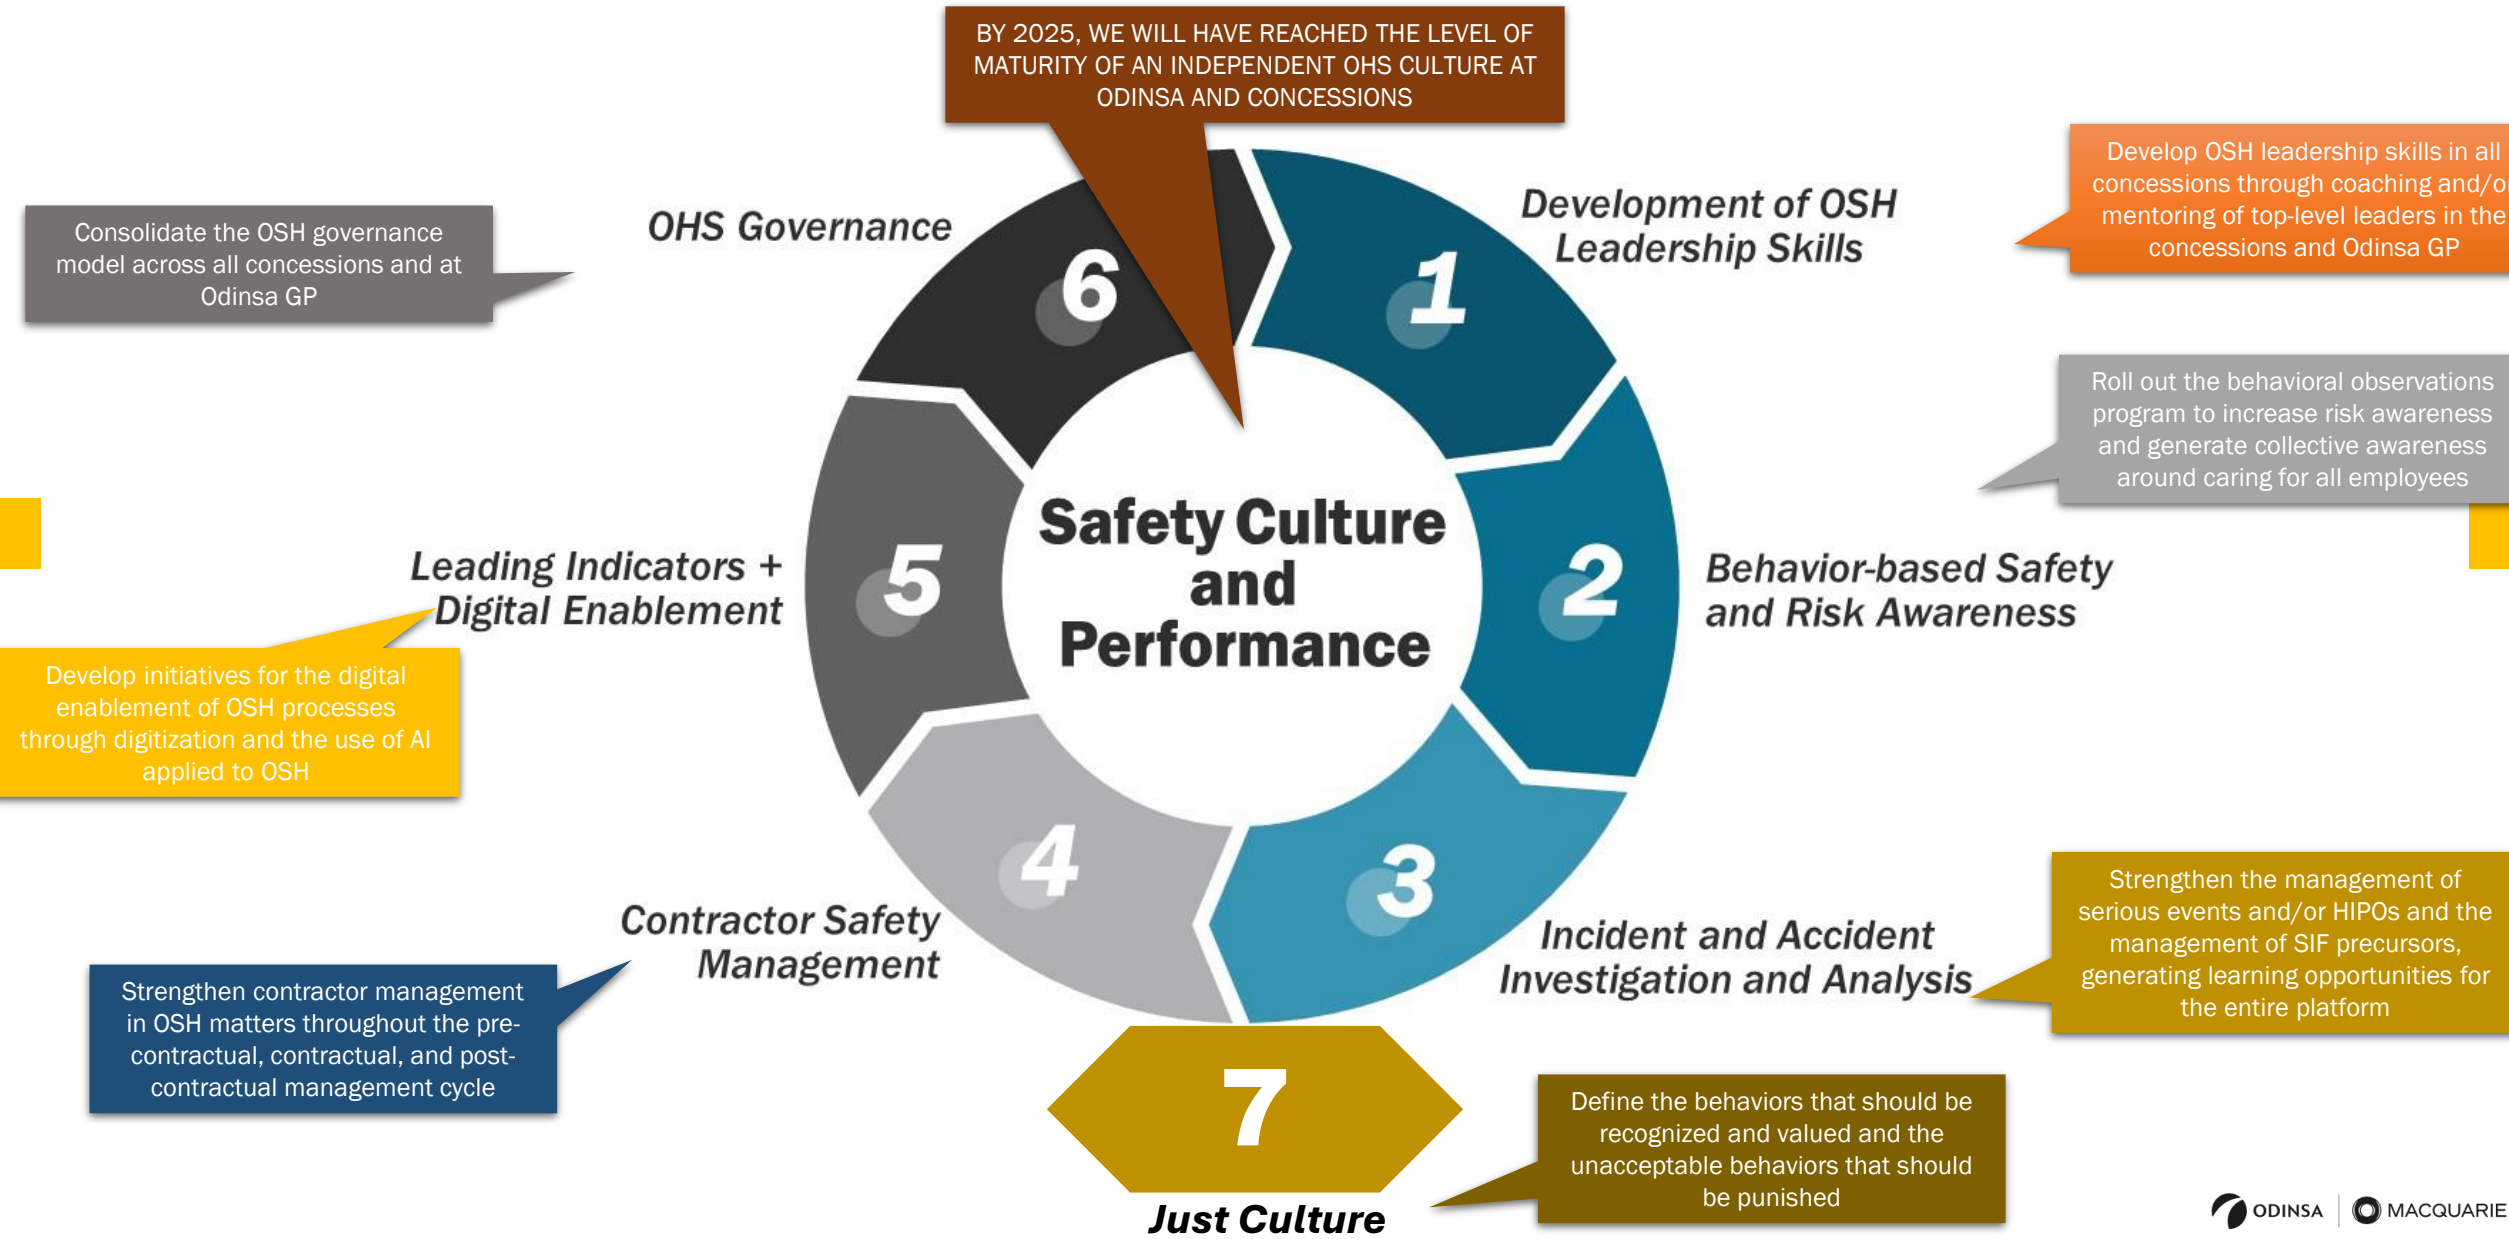 BY 2025, WE WILL HAVE REACHED THE LEVEL OF
MATURITY OF AN INDEPENDENT OHS CULTURE AT
ODINSA AND CONCESSIONS
Develop OSH leadership skills in all
concessions through coaching and/or
mentoring of top-level leaders in the
concessions and Odinsa GP
Consolidate the OSH governance
model across all concessions and at
Odinsa GP
OHS Governance
6
Development of OSH
Leadership Skills
1
Roll out the behavioral observations
program to increase risk awareness
and generate collective awareness
around caring for all employees
Safety Culture
and
Performance
Leading Indicators +
Digital Enablement
5
2
Behavior-based Safety
and Risk Awareness
Develop initiatives for the digital
enablement of OSH processes
through digitization and the use of AI
applied to OSH
4
3
Contractor Safety
Management
Incident and Accident
Investigation and Analysis
Strengthen the management of
serious events and/or HIPOs and the
management of SIF precursors,
generating learning opportunities for
the entire platform
Strengthen contractor management
in OSH matters throughout the pre-
contractual, contractual, and post-
contractual management cycle
7
Just Culture
Define the behaviors that should be
recognized and valued and the
unacceptable behaviors that should
be punished
ODINSA
MACQUARIE